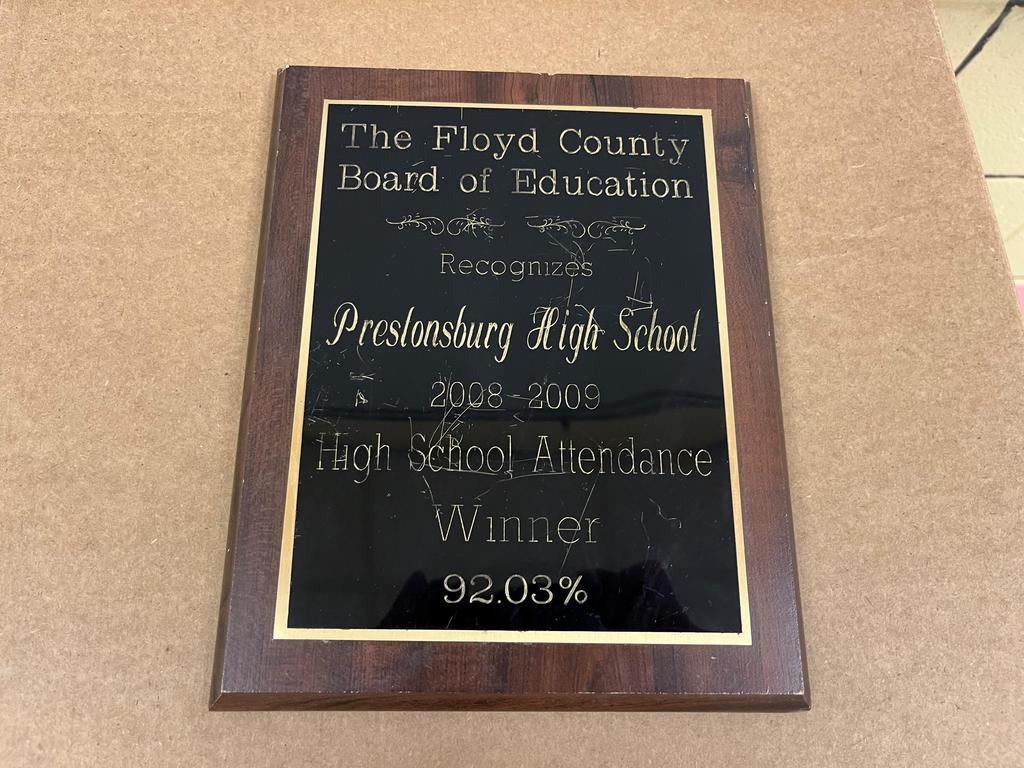 The Floyd County
Board of Education
Recognizes
Prestonsburg High School
2008-2009
High School Attendance
Winner
92.03%